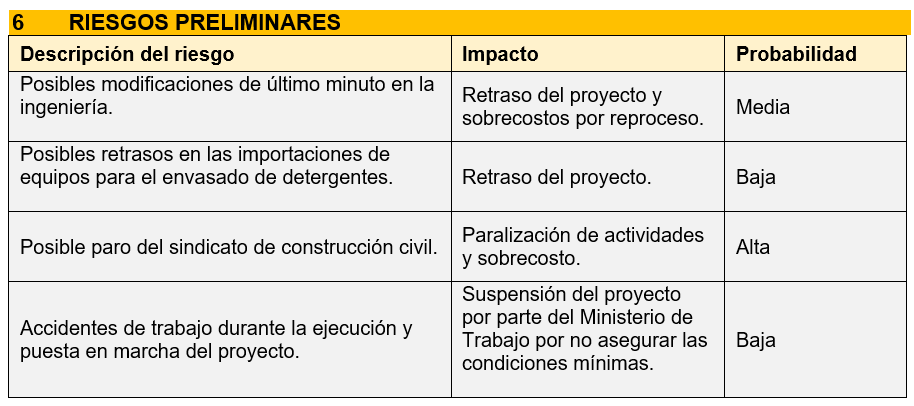 6 RIESGOS PRELIMINARES
Descripción del riesgo Impacto Probabilidad
Posibles modificaciones de último minuto en la
ingeniería.
Retraso del proyecto y
sobrecostos por reproceso.
Media
Posibles retrasos en las importaciones de
equipos para el envasado de detergentes.
Retraso del proyecto.
Baja
Posible paro del sindicato de construcción civil.
Paralización de actividades
y sobrecosto.
Alta
Accidentes de trabajo durante la ejecución y
puesta en marcha del proyecto.
Suspensión del proyecto
por parte del Ministerio de
Trabajo por no asegurar las
condiciones mínimas.
Baja